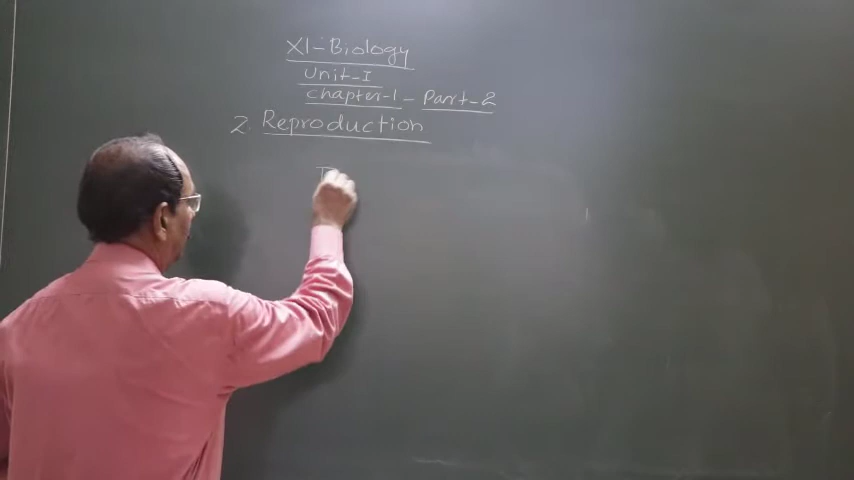 XI-Biology
Unit-I
Chapter-1 - Part-2
2. Reproduction